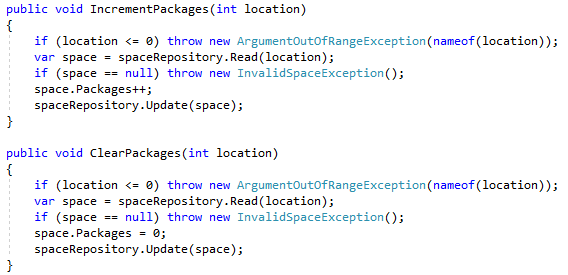 public void IncrementPackages(int location)
{
if (location <= 0) throw new ArgumentOutOfRangeException(nameof(location));
var space = spaceRepository.Read(location);
if (space == null) throw new InvalidSpaceException();
space.Packages++;
spaceRepository.Update(space);
}
public void ClearPackages(int location)
{
if (location <= 0) throw new ArgumentOutOfRangeException(nameof(location));
var space = spaceRepository.Read(location);
if (space == null) throw new InvalidSpaceException();
space.Packages = 0;
spaceRepository.Update(space);
}